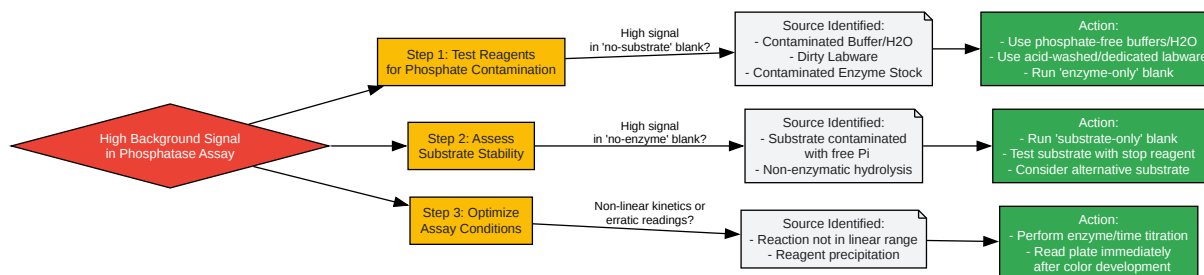 High Background Signal
in Phosphatase Assay
Step 1: Test Reagents
for Phosphate Contamination
High signal
in 'no-substrate' blank?
Source Identified:
- Contaminated Buffer/H2O
- Dirty Labware
- Contaminated Enzyme Stock
Action:
- Use phosphate-free buffers/H2O
- Use acid-washed/dedicated labware
- Run 'enzyme-only' blank
Step 2: Assess
Substrate Stability
High signal
in 'no-enzyme' blank?
Source Identified:
- Substrate contaminated
with free Pi
- Non-enzymatic hydrolysis
Action:
- Run 'substrate-only' blank
- Test substrate with stop reagent
- Consider alternative substrate
Step 3: Optimize
Assay Conditions
Non-linear kinetics or
erratic readings?
Source Identified:
- Reaction not in linear range
- Reagent precipitation
Action:
- Perform enzyme/time titration
- Read plate immediately
after color development